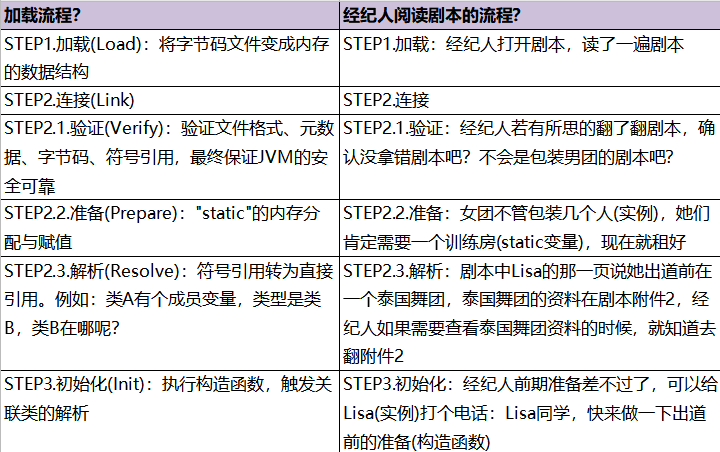 加载流程?
经纪人阅读剧本的流程?
STEP1.加载(Load)：将字节码文件变成内存
的数据结构
STEP1.加载：经纪人打开剧本，读了一遍剧本
STEP2.连接(Link)
STEP2.连接
STEP2.1.验证(Verify)：验证文件格式、元数
据、字节码、符号引用，最终保证JVM的安
全可靠
STEP2.1.验证：经纪人若有所思的翻了翻剧本，确
认没拿错剧本吧？不会是包装男团的剧本吧？
STEP2.2.准备(Prepare)："static"的内存分
配与赋值
STEP2.2.准备：女团不管包装几个人(实例)，她们
肯定需要一个训练房(static变量)，现在就租好
STEP2.3.解析(Resolve)：符号引用转为直接
引用。例如：类A有个成员变量，类型是类
B，类B在哪呢？
STEP2.3.解析：剧本中Lisa的那一页说她出道前在
一个泰国舞团，泰国舞团的资料在剧本附件2，经
纪人如果需要查看泰国舞团资料的时候，就知道去
翻附件2
STEP3.初始化(Init)：执行构造函数，触发关
联类的解析
STEP3.初始化：经纪人前期准备差不过了，可以给
Lisa(实例)打个电话：Lisa同学，快来做一下出道
前的准备(构造函数)